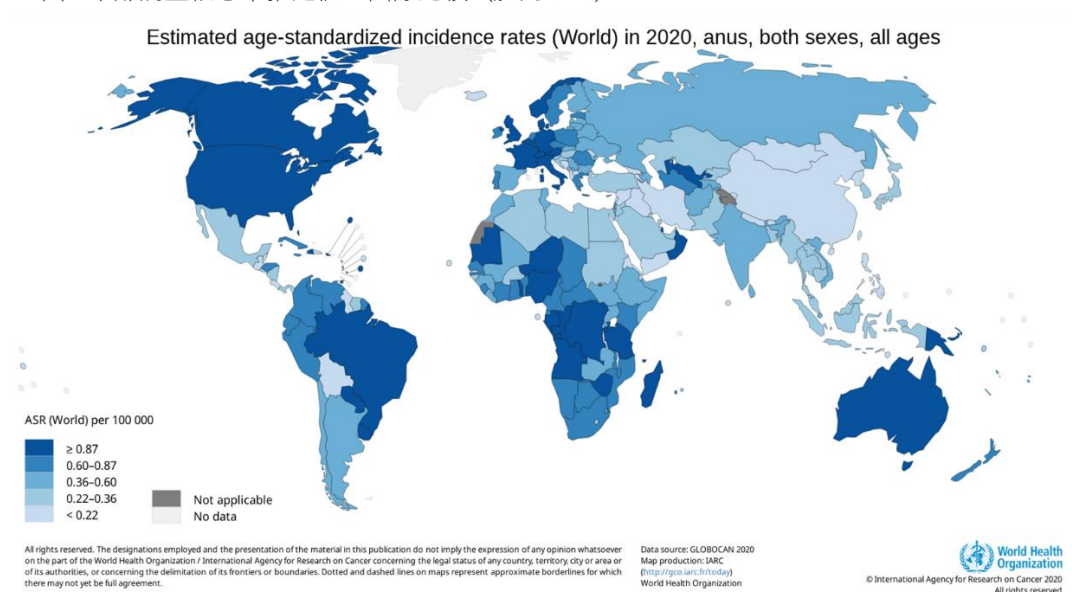 Estimated age-standardized incidence rates (World) in 2020, anus, both sexes, all ages
ASR (World) per 100 000
≥ 0.87
0.60–0.87
0.36–0.60
0.22–0.36
< 0.22
Not applicable
No data
All rights reserved. The designations employed and the presentation of the material in this publication do not imply the expression of any opinion whatsoever
on the part of the World Health Organization / International Agency for Research on Cancer concerning the legal status of any country, territory, city or area or
of its authorities, or concerning the delimitation of its frontiers or boundaries. Dotted and dashed lines on maps represent approximate borderlines for which
there may not yet be full agreement.
Data source: GLOBOCAN 2020
Map production: IARC
(http://gco.iarc.fr/today)
World Health Organization
World Health
Organization
© International Agency for Research on Cancer 2020
All rights reserved